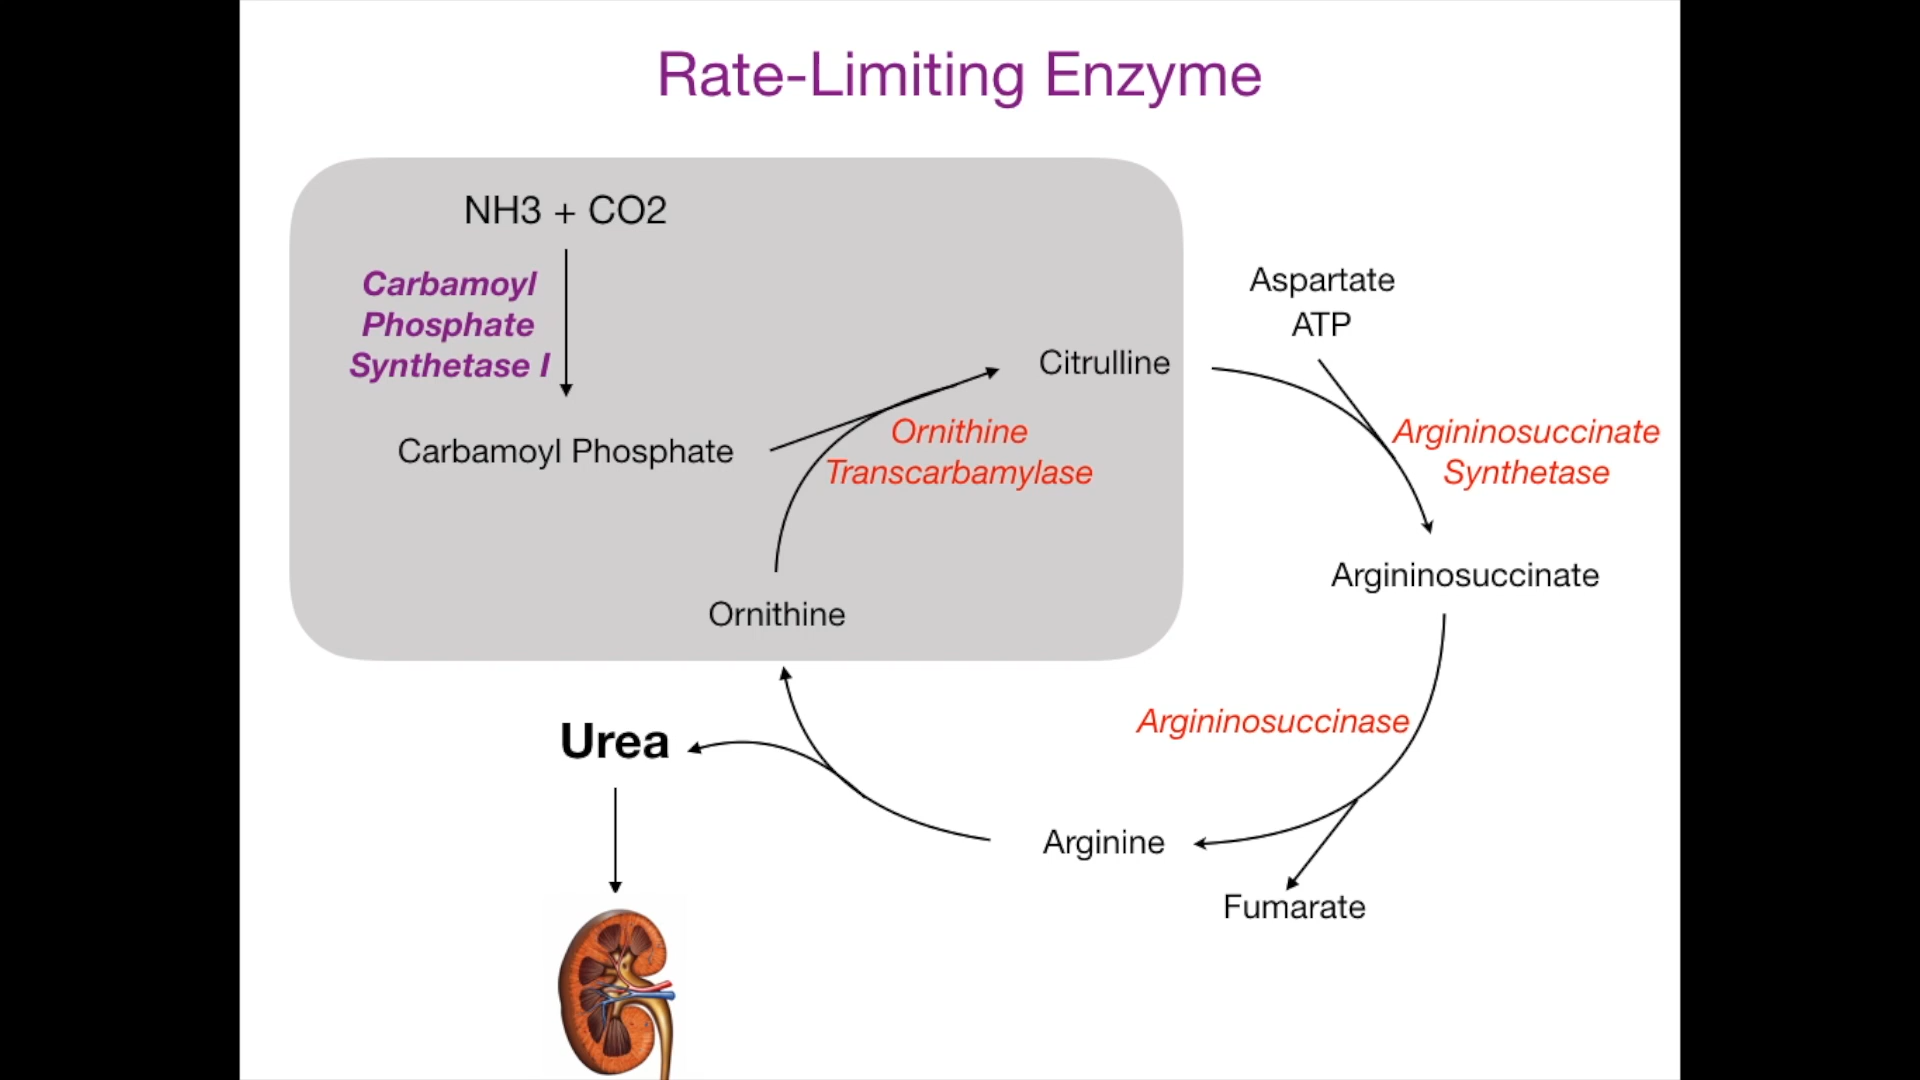 Rate-Limiting Enzyme
NH3 + CO2
Carbamoyl
Phosphate
Synthetase I
Carbamoyl Phosphate
Ornithine
Transcarbamylase
Citrulline
Ornithine
Aspartate
ATP
Argininosuccinate
Synthetase
Argininosuccinate
Argininosuccinase
Arginine
Fumarate
Urea